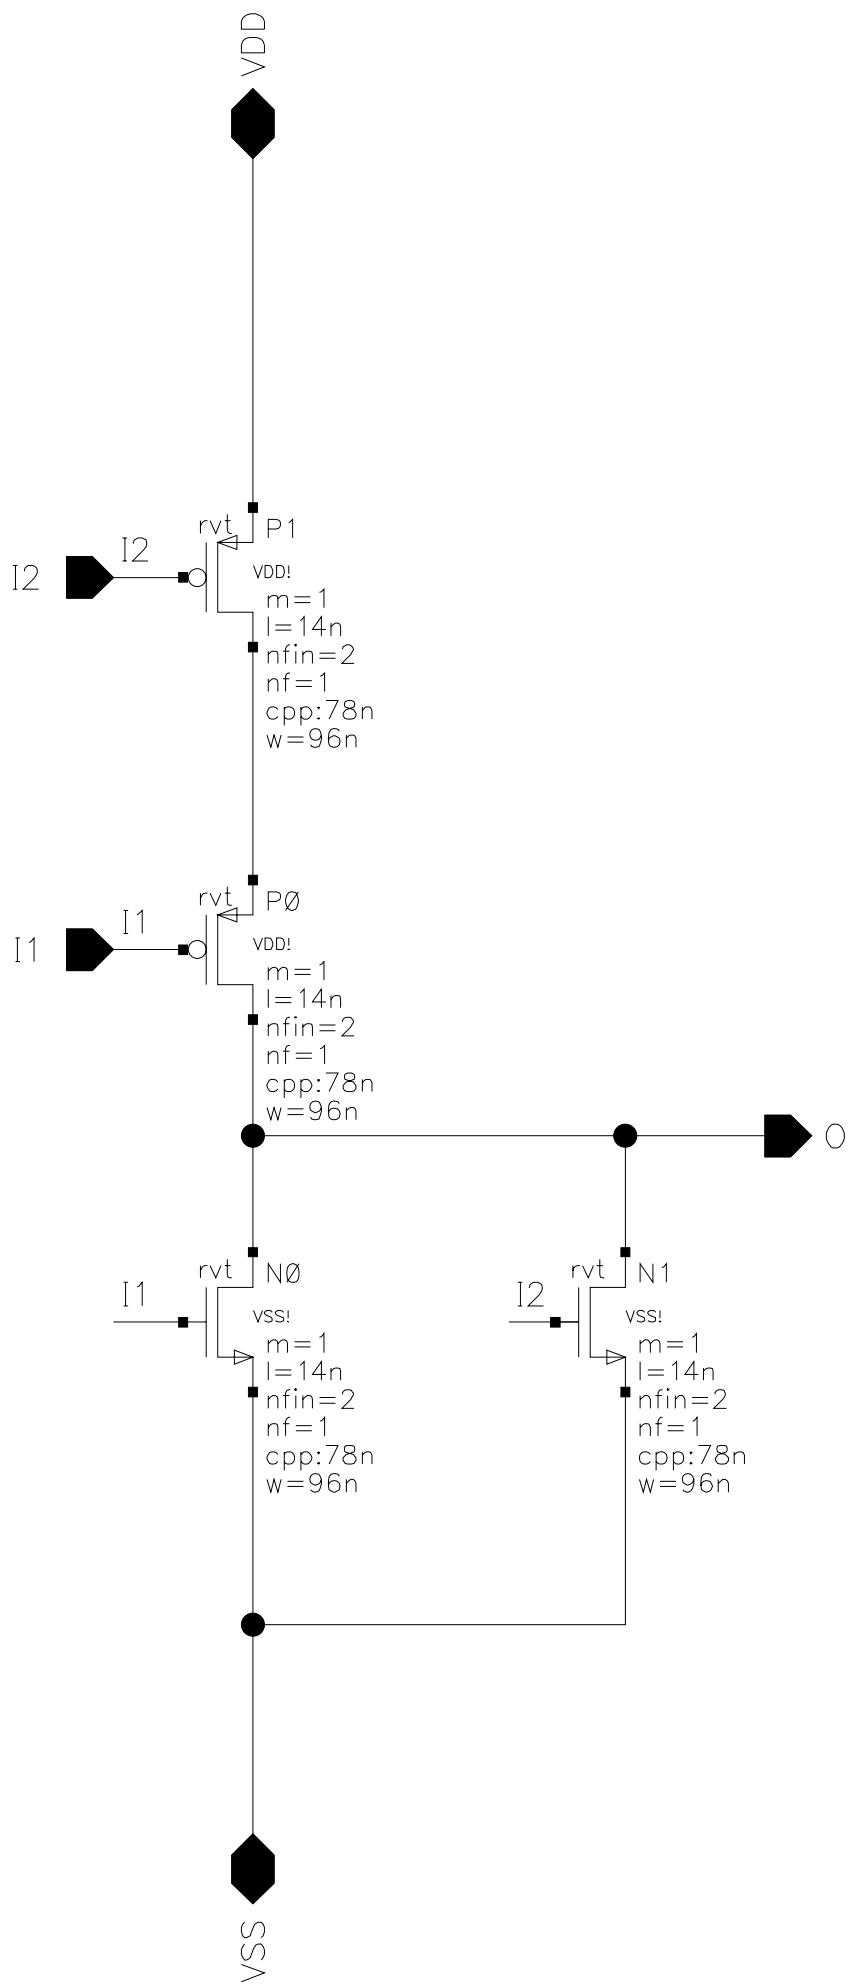 VDD
rvt
P1
I2
I2
VDD!
m=1
l=14n
nfin=2
nf=1
cpp:78n
w=96n
rvt
PØ
I1
I1
VDD!
m=1
l=14n
nfin=2
nf=1
cpp:78n
w=96n
O
rvt
NØ
I1
VSS!
m=1
l=14n
nfin=2
nf=1
cpp:78n
w=96n
rvt
N1
I2
VSS!
m=1
l=14n
nfin=2
nf=1
cpp:78n
w=96n
VSS